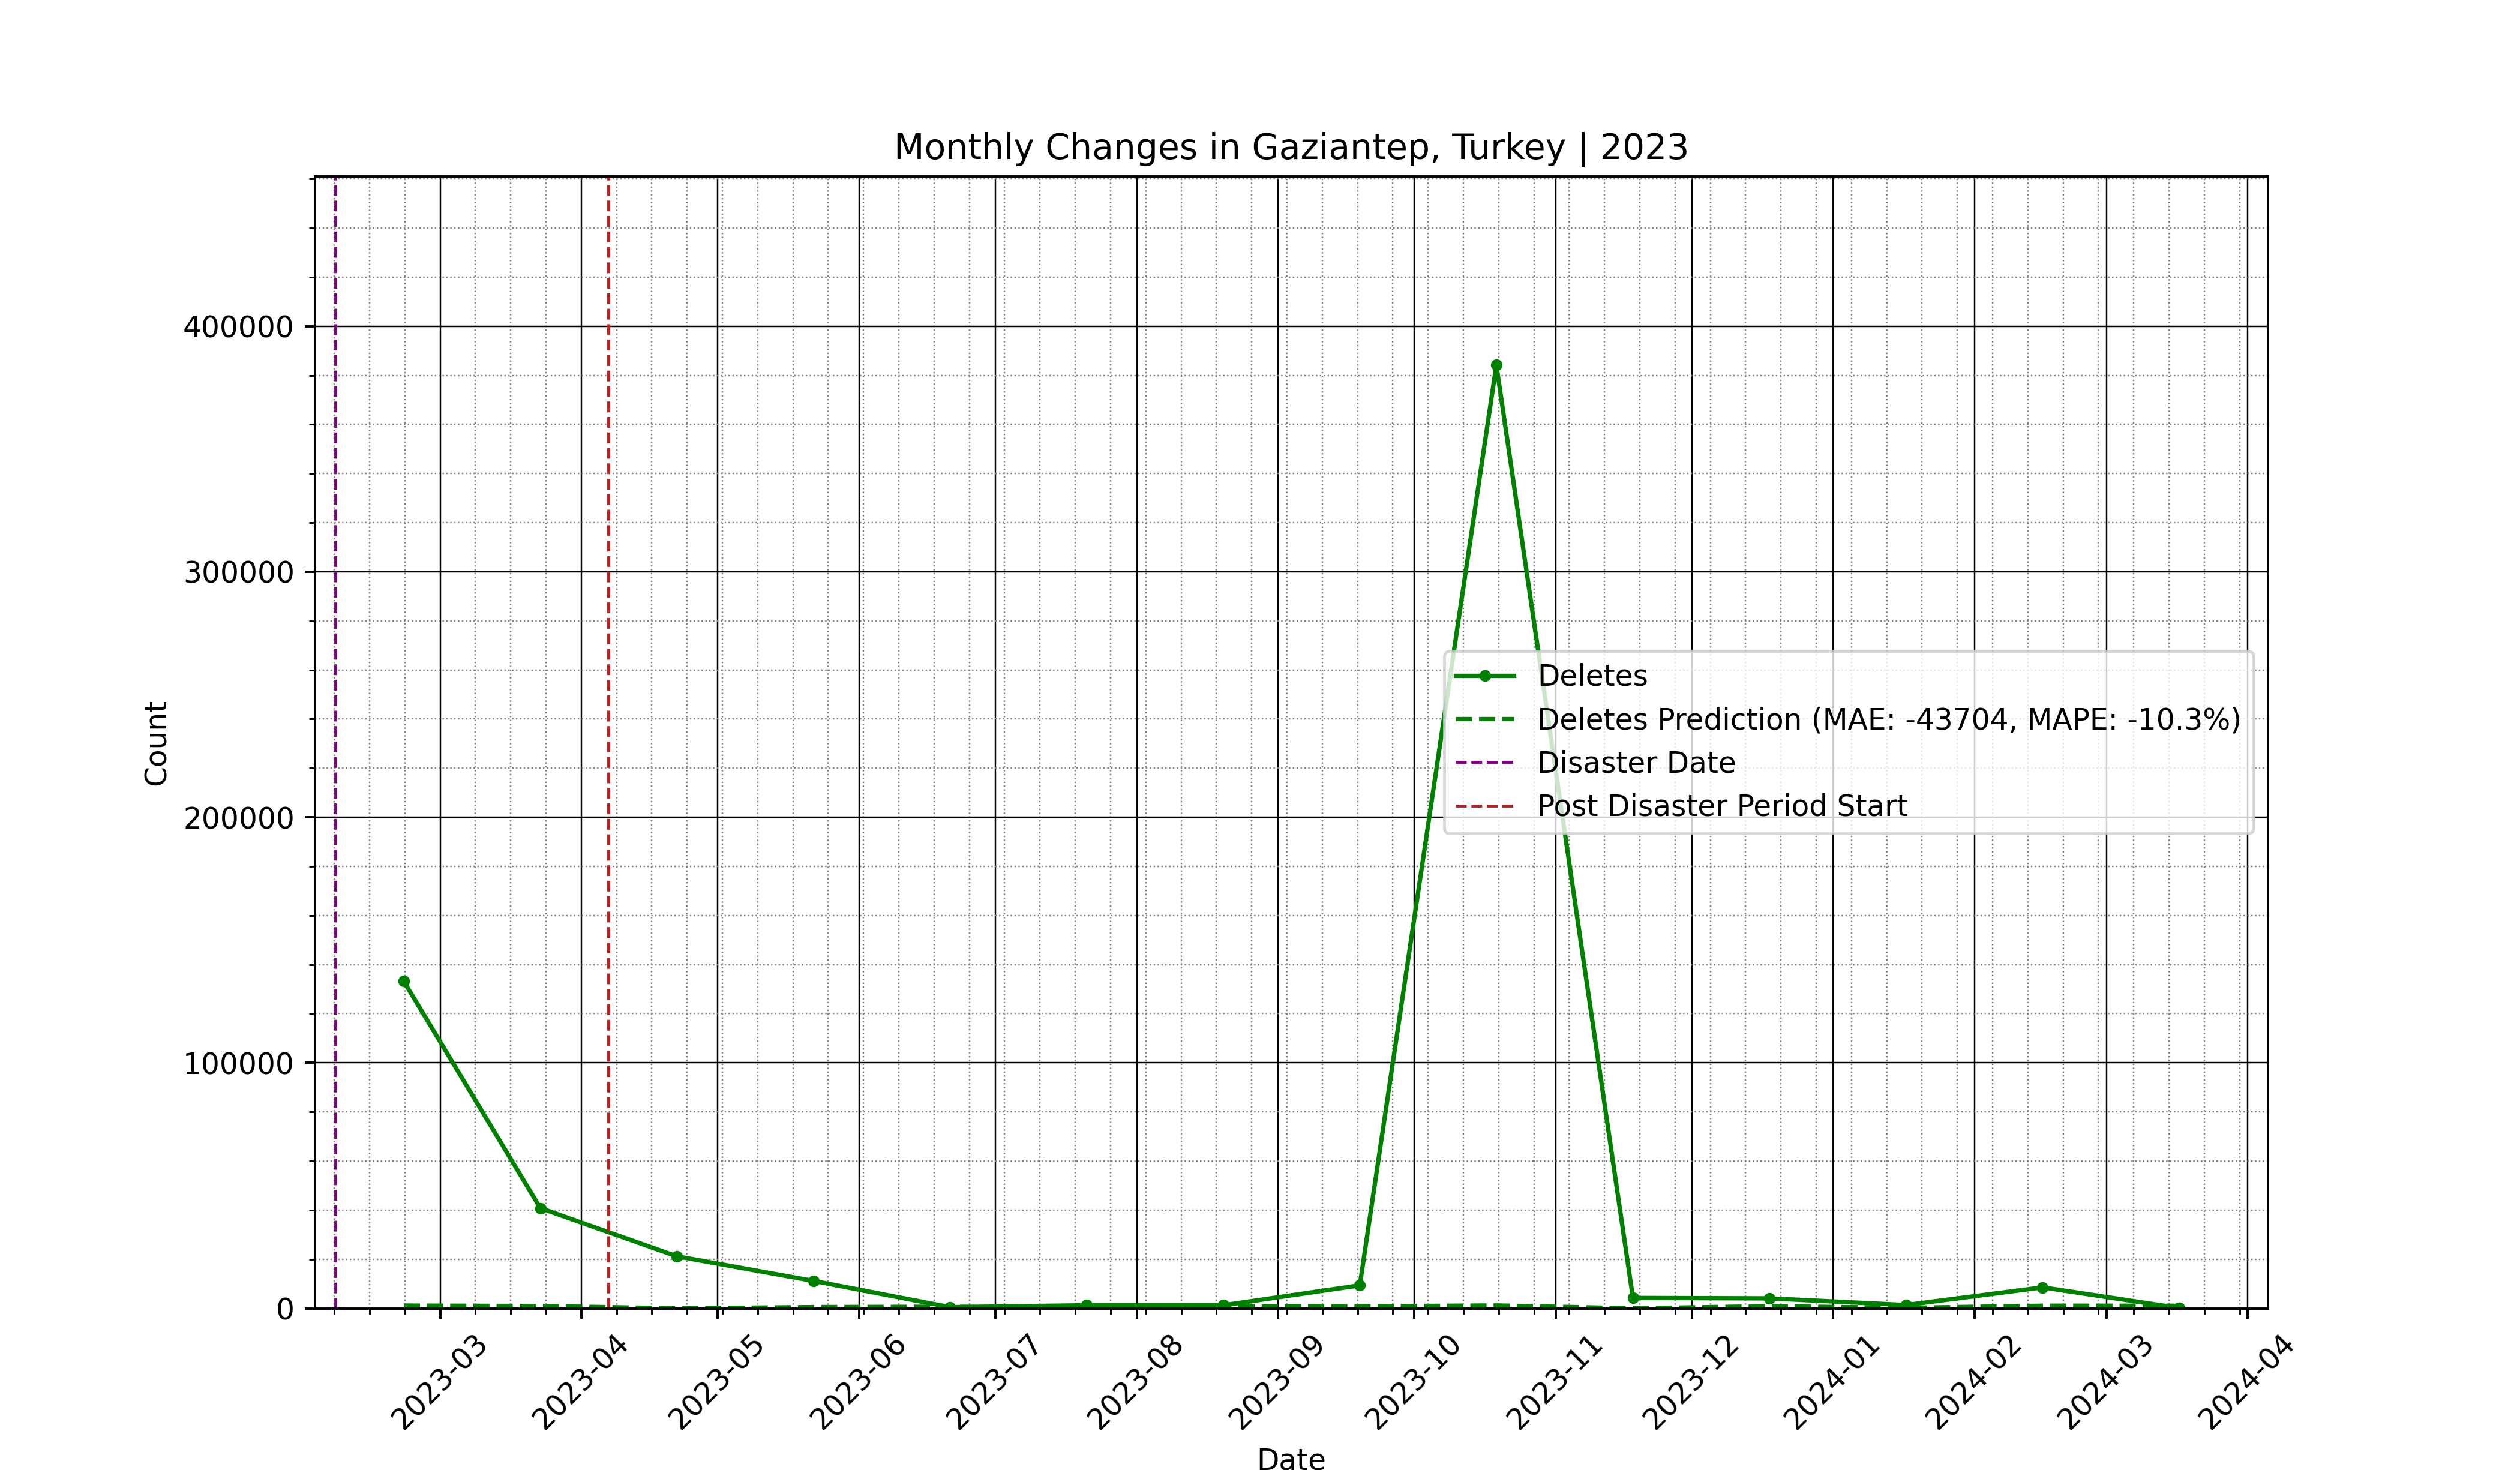 Monthly Changes in Gaziantep, Turkey | 2023
Count
400000
300000
200000
100000
0
Deletes
Deletes Prediction (MAE: -43704, MAPE: -10.3%)
Disaster Date
Post Disaster Period Start
2023-03
2023-04
2023-05
2023-06
2023-07
2023-08
2023-09
2023-10
2023-11
2023-12
2024-01
2024-02
2024-03
2024-04
Date